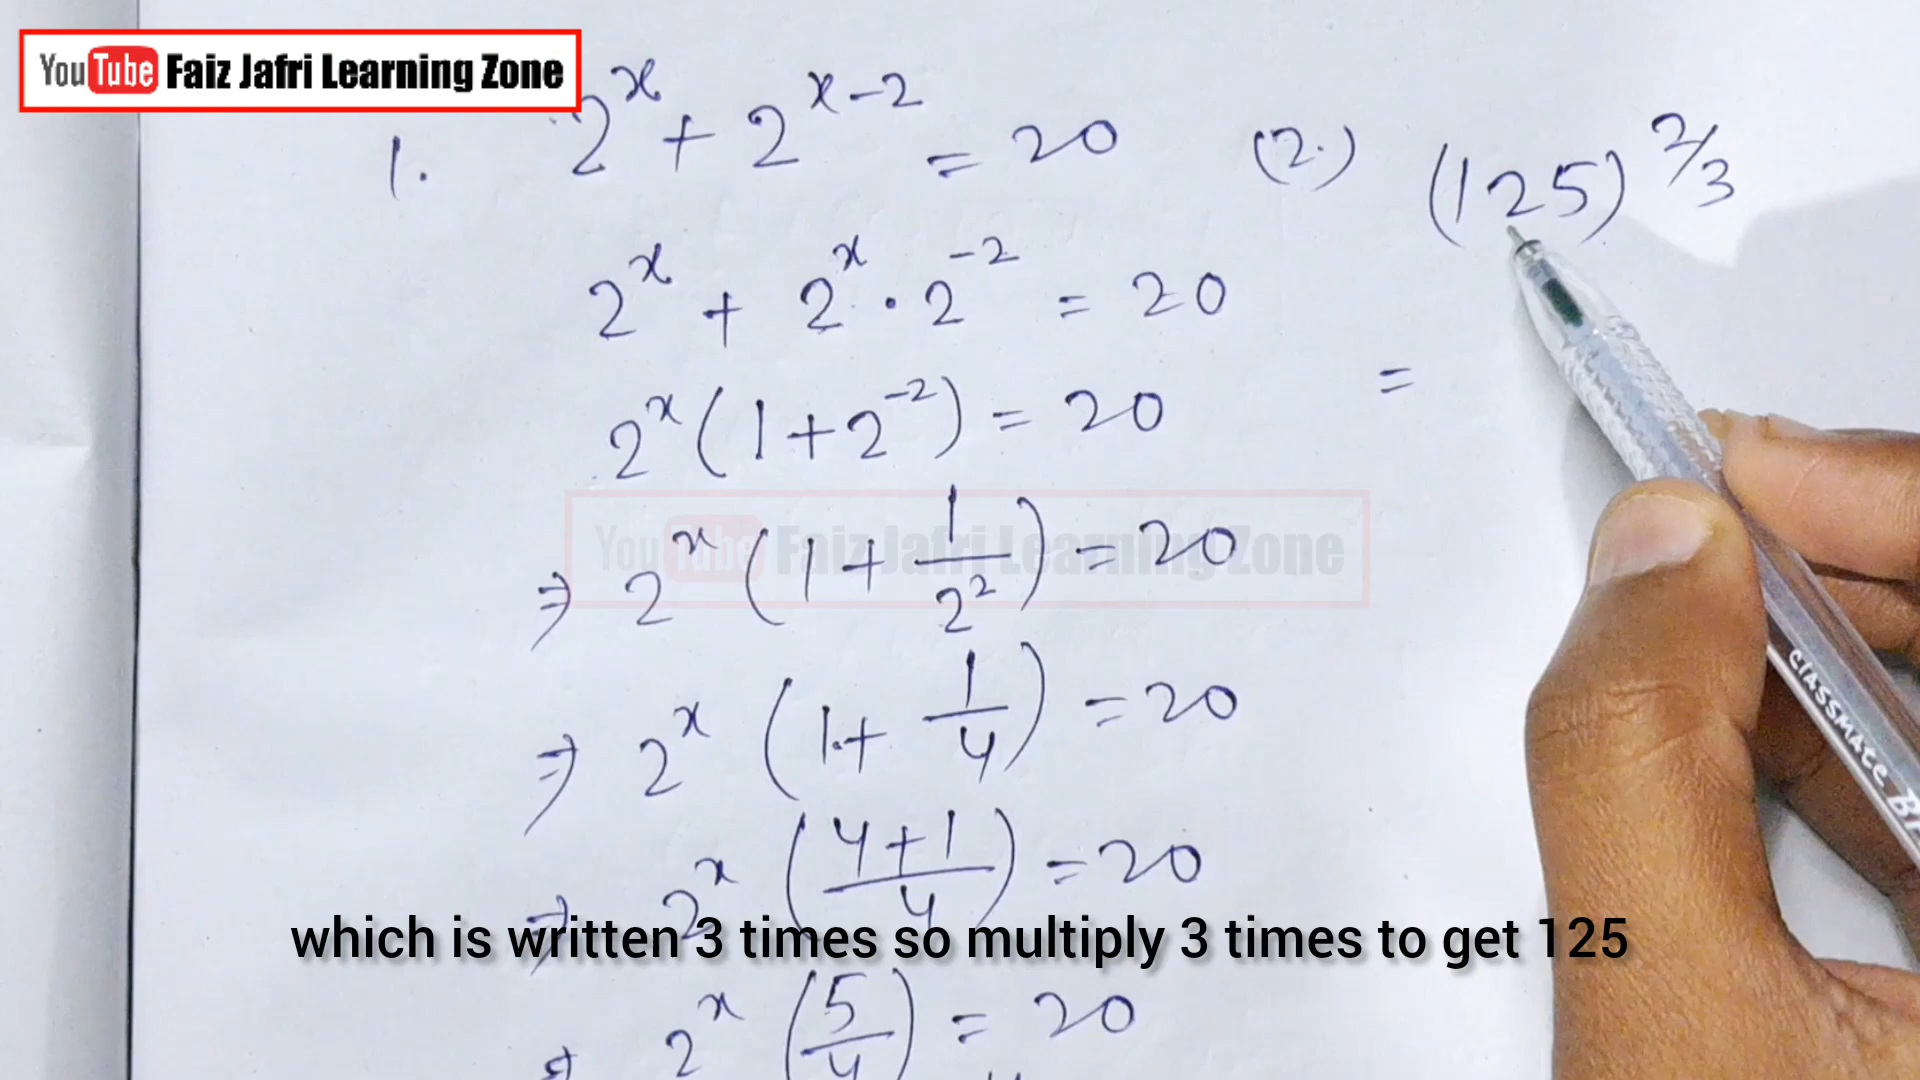 YouTube Faiz Jafri Learning Zone
1. 2^x + 2^(x-2) = 20
2^x + 2^x · 2^-2 = 20
2^x (1 + 2^-2) = 20
⇒ 2^x (1 + 1/2^2) = 20
⇒ 2^x (1 + 1/4) = 20
⇒ 2^x ((4+1)/4) = 20
⇒ 2^x (5/4) = 20
(2.) (125)^2/3
=
YouTube Faiz Jafri Learning Zone
which is written 3 times so multiply 3 times to get 125
classmate